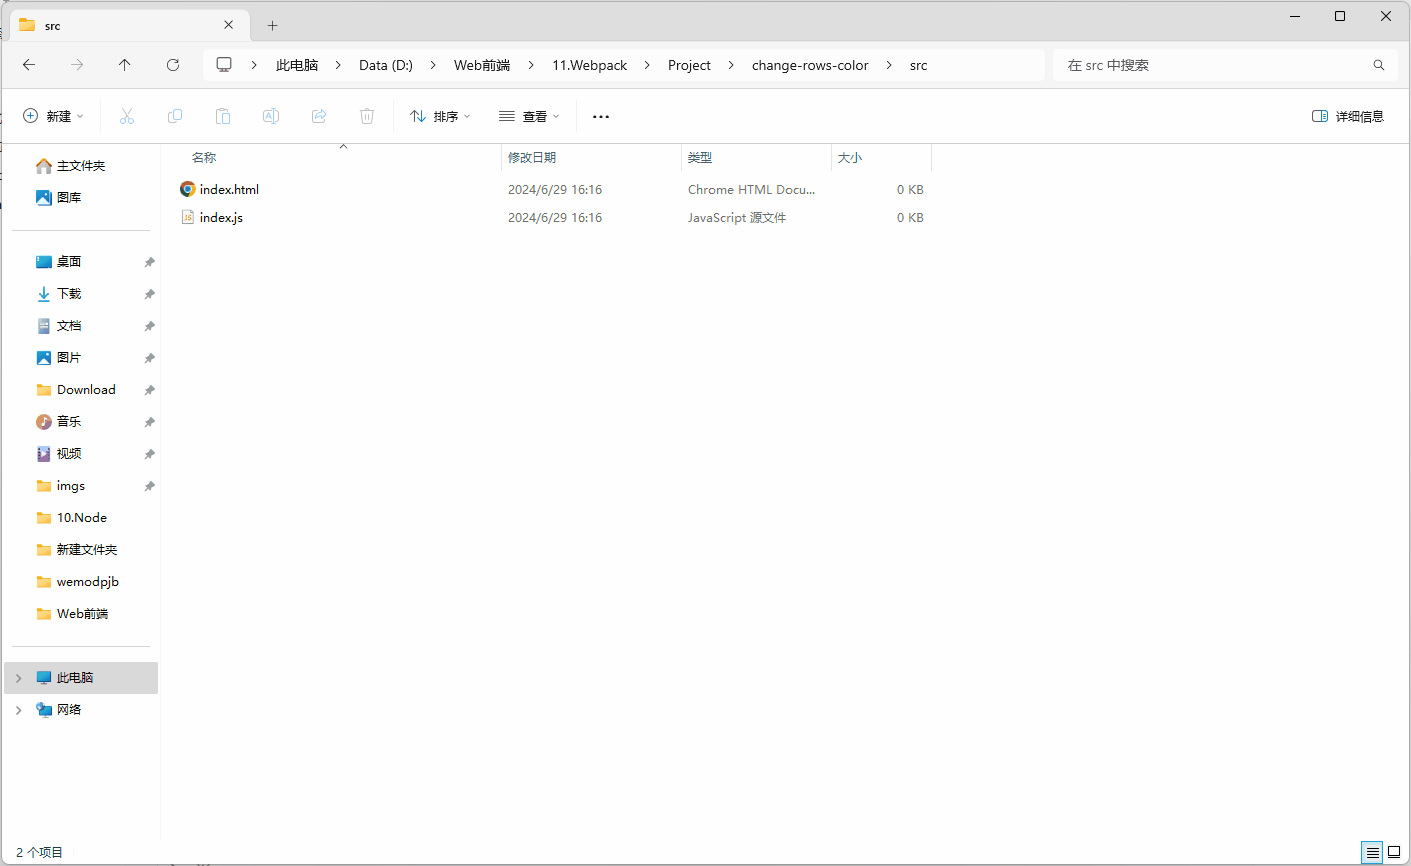 src
此电脑 Data (D:) Web前端 11.Webpack Project change-rows-color src
在 src 中搜索
新建 排序 查看 详细信息
名称 修改日期 类型 大小
index.html 2024/6/29 16:16 Chrome HTML Docu... 0 KB
index.js 2024/6/29 16:16 JavaScript 源文件 0 KB
主文件夹
图库
桌面
下载
文档
图片
Download
音乐
视频
imgs
10.Node
新建文件夹
wemodpjb
Web前端
此电脑
网络
2 个项目